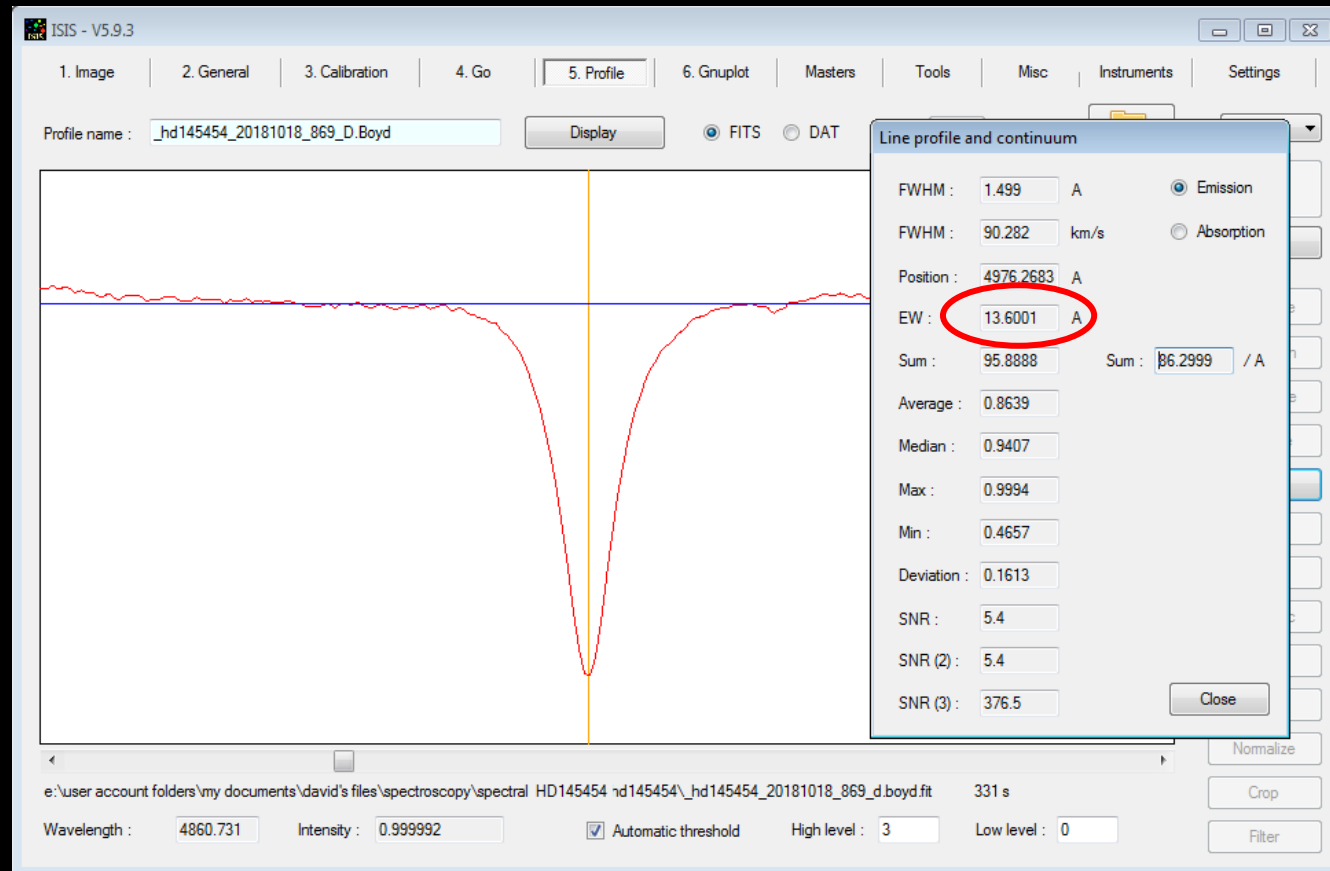 ISIS - V5.9.3
1. Image 2. General 3. Calibration 4. Go 5. Profile 6. Gnuplot Masters Tools Misc Instruments Settings
Profile name : _hd145454_20181018_869_D.Boyd Display FITS DAT
Line profile and continuum
FWHM : 1.499 A Emission
FWHM : 90.282 km/s Absorption
Position : 4976.2683 A
EW : 13.6001 A
Sum : 95.8888 Sum : 86.2999 / A
Average : 0.8639
Median : 0.9407
Max : 0.9994
Min : 0.4657
Deviation : 0.1613
SNR : 5.4
SNR (2) : 5.4
SNR (3) : 376.5
Close
Normalize
e:\user account folders\my documents\david's files\spectroscopy\spectral HD145454 hd145454\_hd145454_20181018_869_d.boyd.fit 331 s
Crop
Wavelength : 4860.731 Intensity : 0.999992 Automatic threshold High level : 3 Low level : 0
Filter